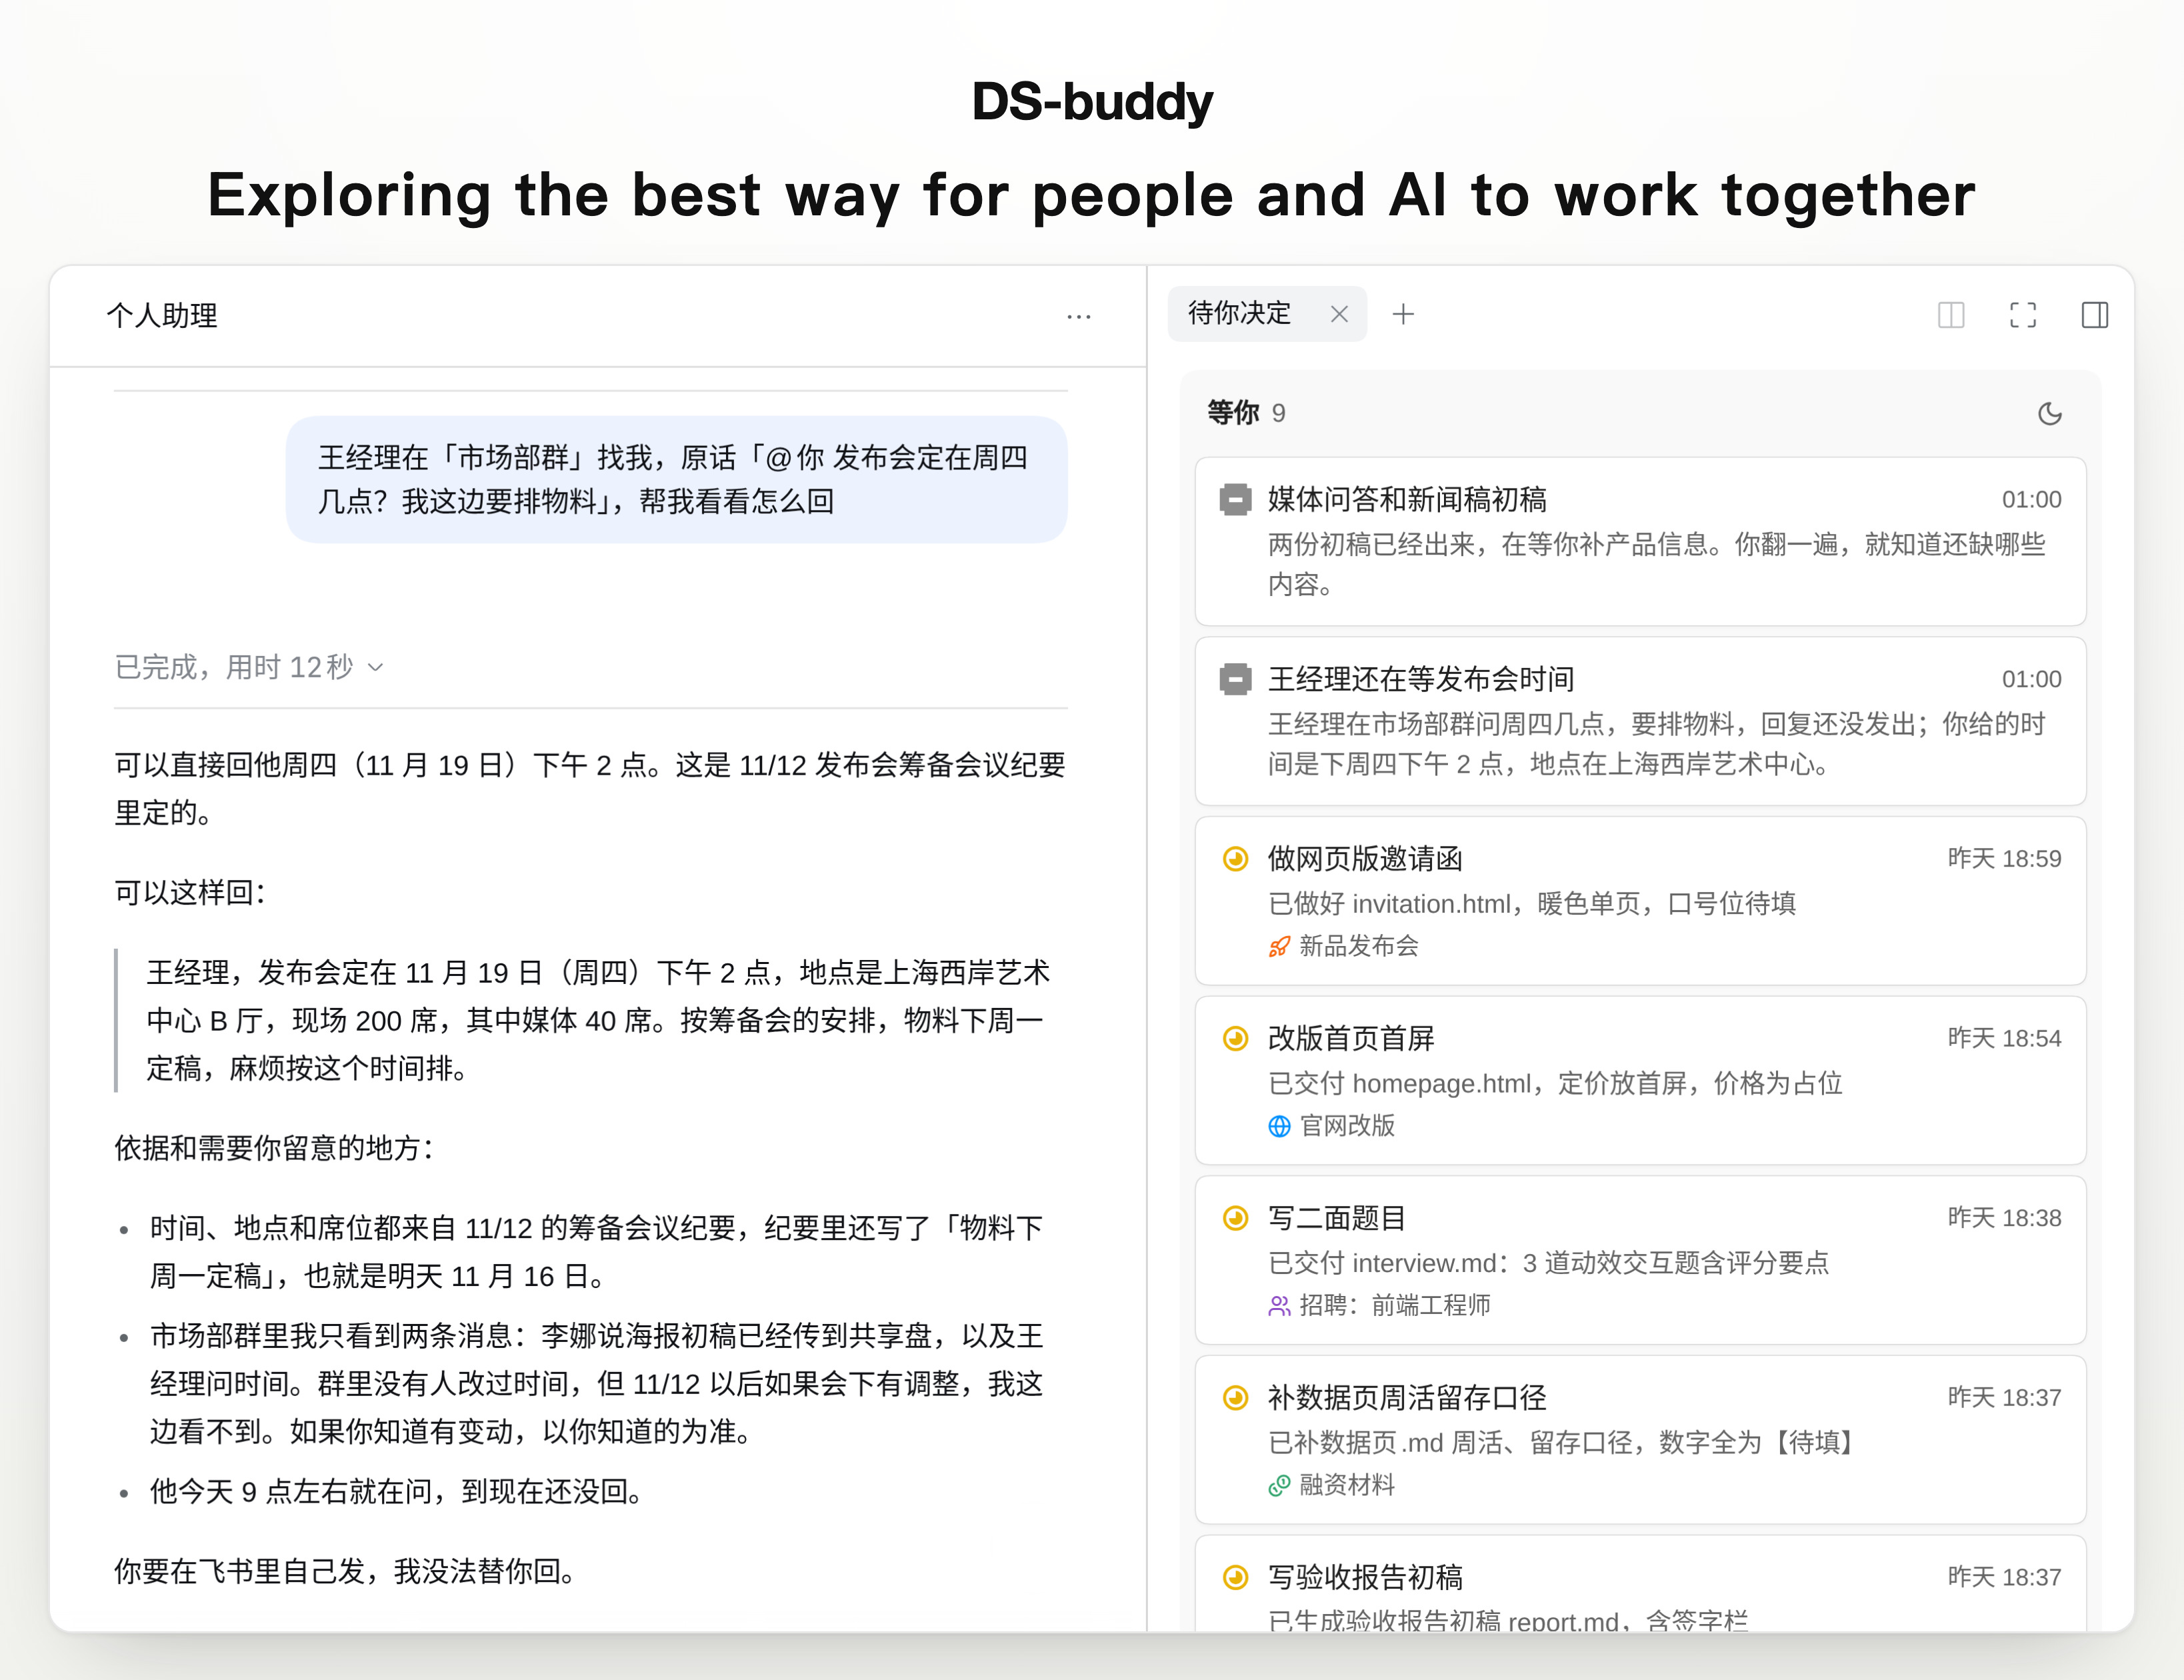 DS-buddy
Exploring the best way for people and AI to work together
个人助理
王经理在「市场部群」找我，原话「@你 发布会定在周四
几点？我这边要排物料」，帮我看看怎么回
已完成，用时 12秒
可以直接回他周四（11 月 19 日）下午 2 点。这是 11/12 发布会筹备会议纪要
里定的。
可以这样回：
王经理，发布会定在 11 月 19 日（周四）下午 2 点，地点是上海西岸艺术
中心 B 厅，现场 200 席，其中媒体 40 席。按筹备会的安排，物料下周一
定稿，麻烦按这个时间排。
依据和需要你留意的地方：
• 时间、地点和席位都来自 11/12 的筹备会议纪要，纪要里还写了「物料下
周一定稿」，也就是明天 11 月 16 日。
• 市场部群里我只看到两条消息：李娜说海报初稿已经传到共享盘，以及王
经理问时间。群里没有人改过时间，但 11/12 以后如果会下有调整，我这
边看不到。如果你知道有变动，以你知道的为准。
• 他今天 9 点左右就在问，到现在还没回。
你要在飞书里自己发，我没法替你回。
待你决定
等你 9
媒体问答和新闻稿初稿 01:00
两份初稿已经出来，在等你补产品信息。你翻一遍，就知道还缺哪些
内容。
王经理还在等发布会时间 01:00
王经理在市场部群问周四几点，要排物料，回复还没发出；你给的时
间是下周四下午 2 点，地点在上海西岸艺术中心。
做网页版邀请函 昨天 18:59
已做好 invitation.html，暖色单页，口号位待填
新品发布会
改版首页首屏 昨天 18:54
已交付 homepage.html，定价放首屏，价格为占位
官网改版
写二面题目 昨天 18:38
已交付 interview.md：3 道动效交互题含评分要点
招聘：前端工程师
补数据页周活留存口径 昨天 18:37
已补数据页.md 周活、留存口径，数字全为【待填】
融资材料
写验收报告初稿 昨天 18:37
已生成验收报告初稿 report.md，含签字栏